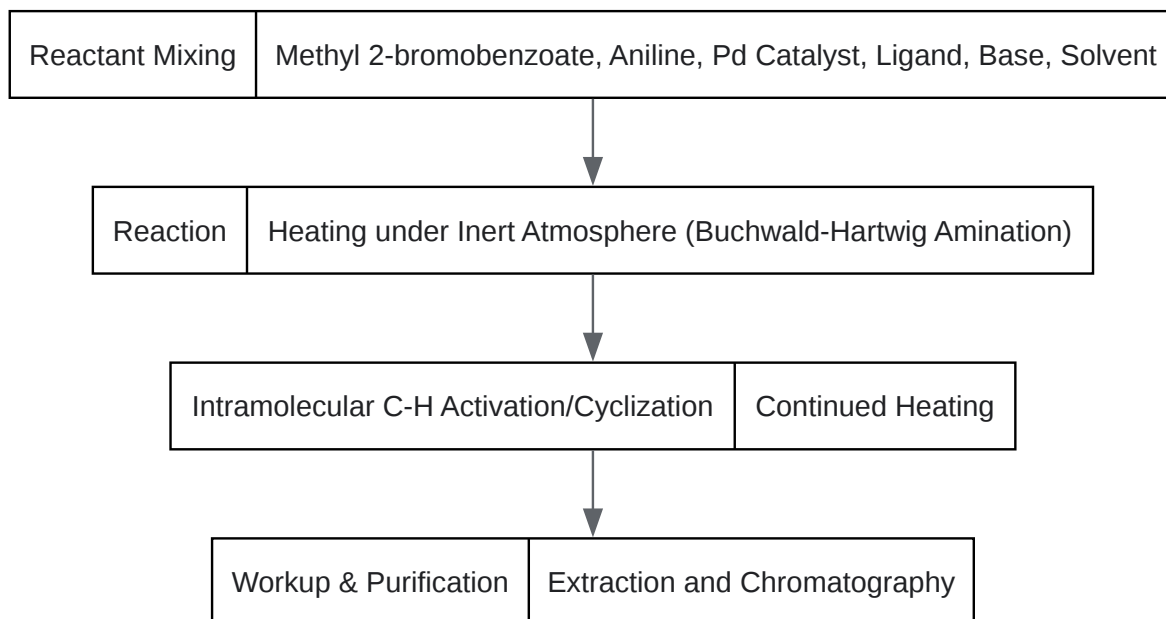 Reactant Mixing
Methyl 2-bromobenzoate, Aniline, Pd Catalyst, Ligand, Base, Solvent
Reaction
Heating under Inert Atmosphere (Buchwald-Hartwig Amination)
Intramolecular C-H Activation/Cyclization
Continued Heating
Workup & Purification
Extraction and Chromatography